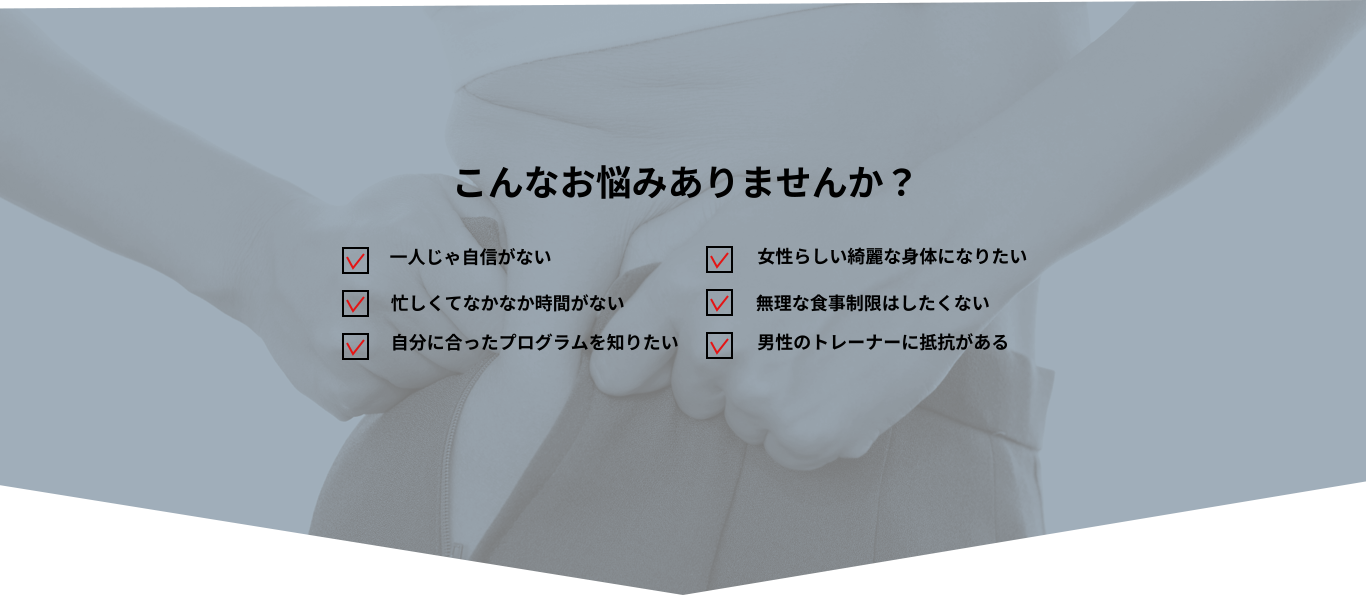 こんなお悩みありませんか？
一人じゃ自信がない
忙しくてなかなか時間がない
自分に合ったプログラムを知りたい
女性らしい綺麗な身体になりたい
無理な食事制限はしたくない
男性のトレーナーに抵抗がある